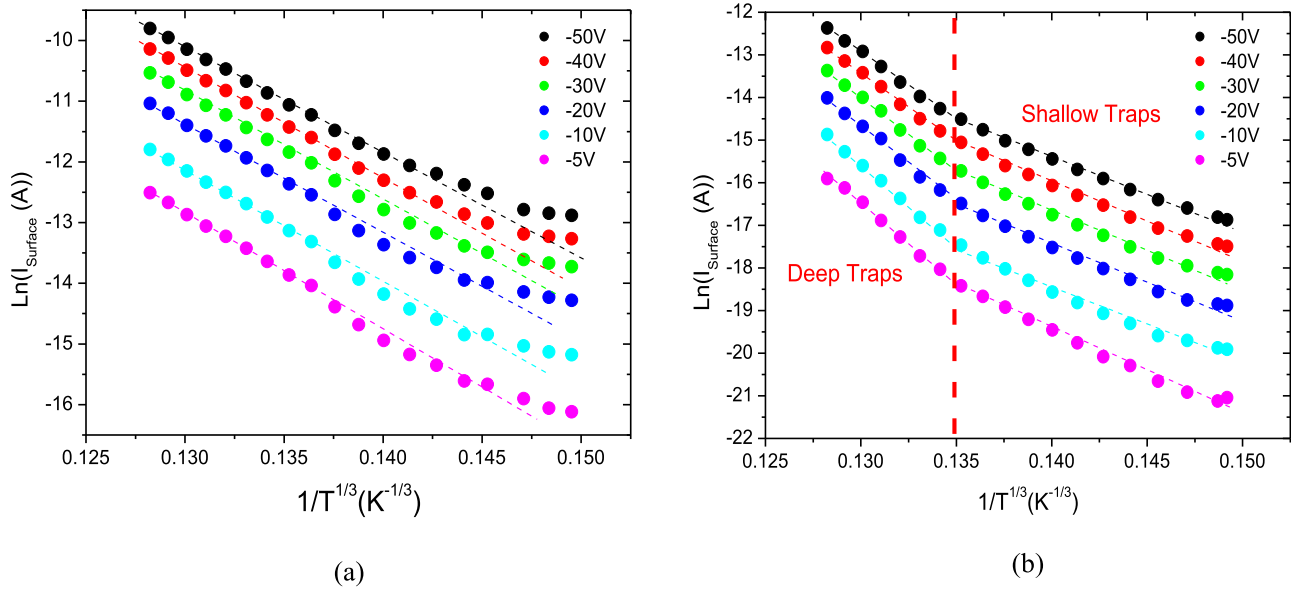 -10
-11
-12
-13
-14
-15
-16
0.125 0.130 0.135 0.140 0.145 0.150
Ln(I_Surface (A))
1/T^1/3(K^-1/3)
-50V
-40V
-30V
-20V
-10V
-5V
(a)
-12
-13
-14
-15
-16
-17
-18
-19
-20
-21
-22
0.125 0.130 0.135 0.140 0.145 0.150
Ln(I_Surface (A))
1/T^1/3(K^-1/3)
-50V
-40V
-30V
-20V
-10V
-5V
Shallow Traps
Deep Traps
(b)